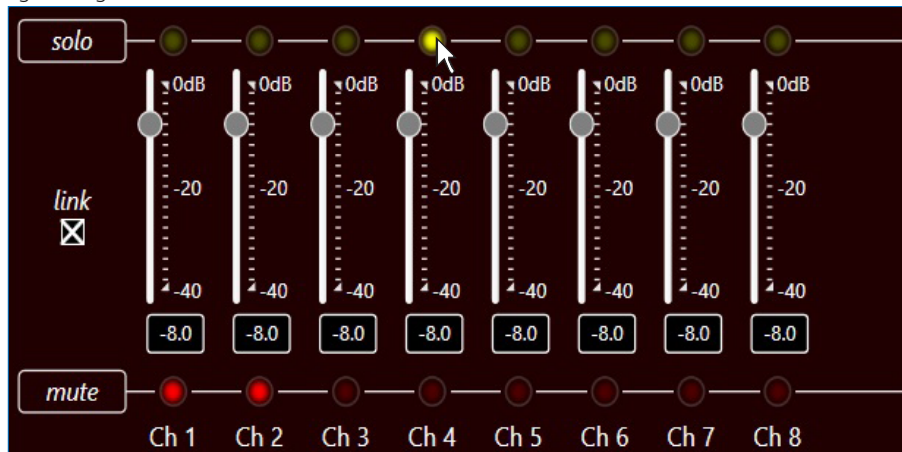 solo
0dB 0dB 0dB 0dB 0dB 0dB 0dB 0dB
link
-20 -20 -20 -20 -20 -20 -20 -20
-40 -40 -40 -40 -40 -40 -40 -40
-8.0 -8.0 -8.0 -8.0 -8.0 -8.0 -8.0 -8.0
mute
Ch 1 Ch 2 Ch 3 Ch 4 Ch 5 Ch 6 Ch 7 Ch 8